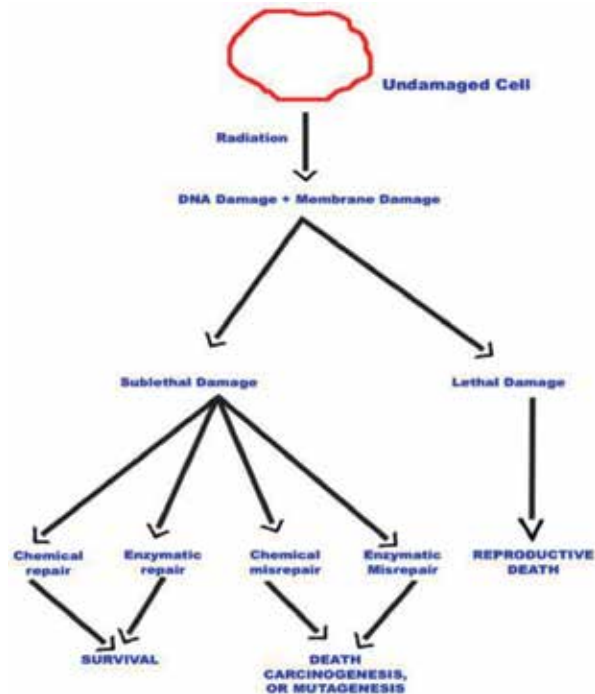 Undamaged Cell
Radiation
DNA Damage + Membrane Damage
Sublethal Damage
Lethal Damage
Chemical
repair
Enzymatic
repair
Chemical
misrepair
Enzymatic
Misrepair
REPRODUCTIVE
DEATH
SURVIVAL
DEATH
CARCINOGENESIS,
OR MUTAGENESIS